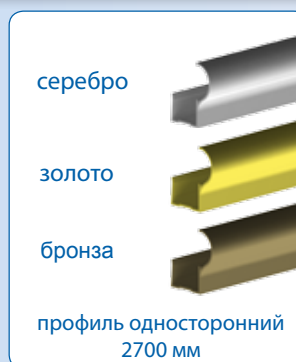 серебро
золото
бронза
профиль односторонний
2700 мм